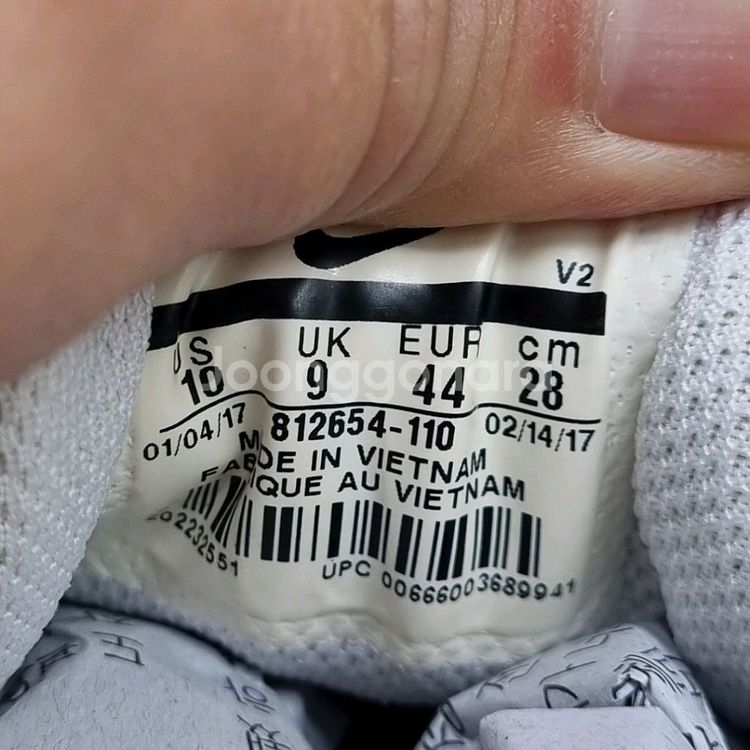 V2
US UK EUR cm
10 9 44 28
01/04/17 812654-110 02/14/17
MADE IN VIETNAM
FABRIQUE AU VIETNAM
UPC 00666003689941
Joonggonara